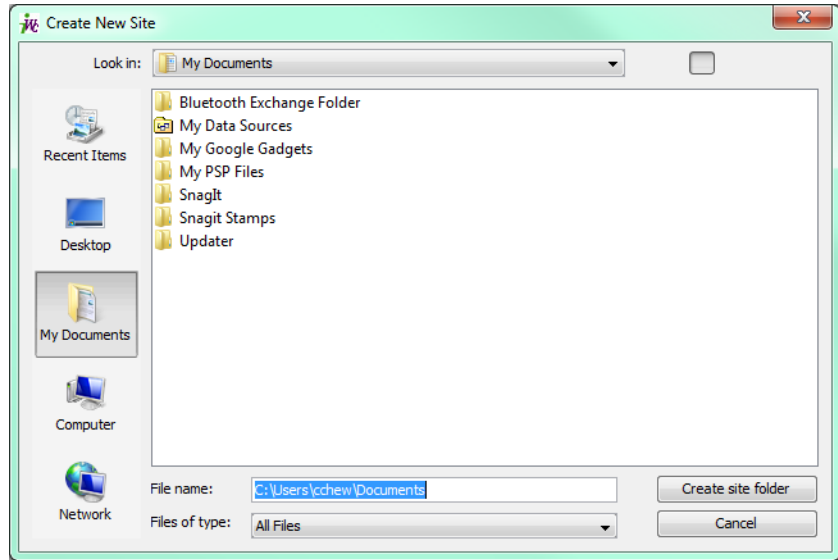 Create New Site
Look in:
My Documents
Recent Items
Desktop
My Documents
Computer
Network
Bluetooth Exchange Folder
My Data Sources
My Google Gadgets
My PSP Files
SnagIt
Snagit Stamps
Updater
File name:
C:\Users\cchew\Documents
Create site folder
Files of type:
All Files
Cancel